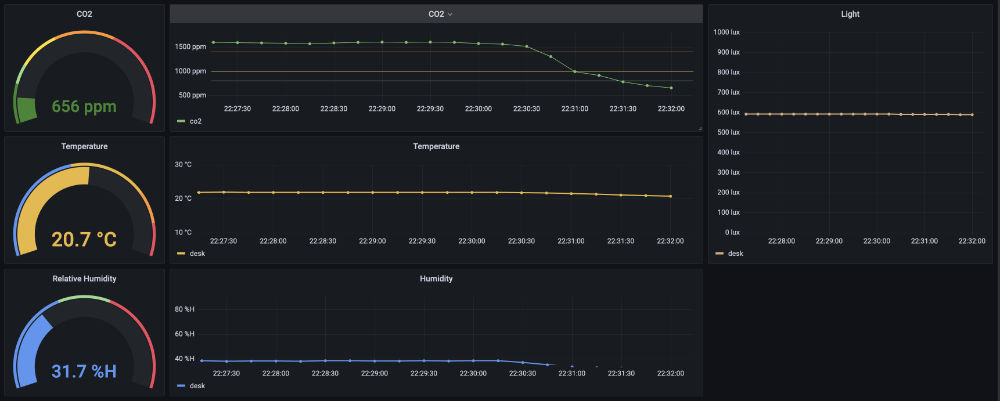 CO2
656 ppm
CO2
1500 ppm
1000 ppm
500 ppm
22:27:30 22:28:00 22:28:30 22:29:00 22:29:30 22:30:00 22:30:30 22:31:00 22:31:30 22:32:00
co2
Light
1000 lux
900 lux
800 lux
700 lux
600 lux
500 lux
400 lux
300 lux
200 lux
100 lux
0 lux
22:28:00 22:29:00 22:30:00 22:31:00 22:32:00
desk
Temperature
20.7 °C
Temperature
30 °C
20 °C
10 °C
22:27:30 22:28:00 22:28:30 22:29:00 22:29:30 22:30:00 22:30:30 22:31:00 22:31:30 22:32:00
desk
Relative Humidity
31.7 %H
Humidity
80 %H
60 %H
40 %H
22:27:30 22:28:00 22:28:30 22:29:00 22:29:30 22:30:00 22:30:30 22:31:00 22:31:30 22:32:00
desk